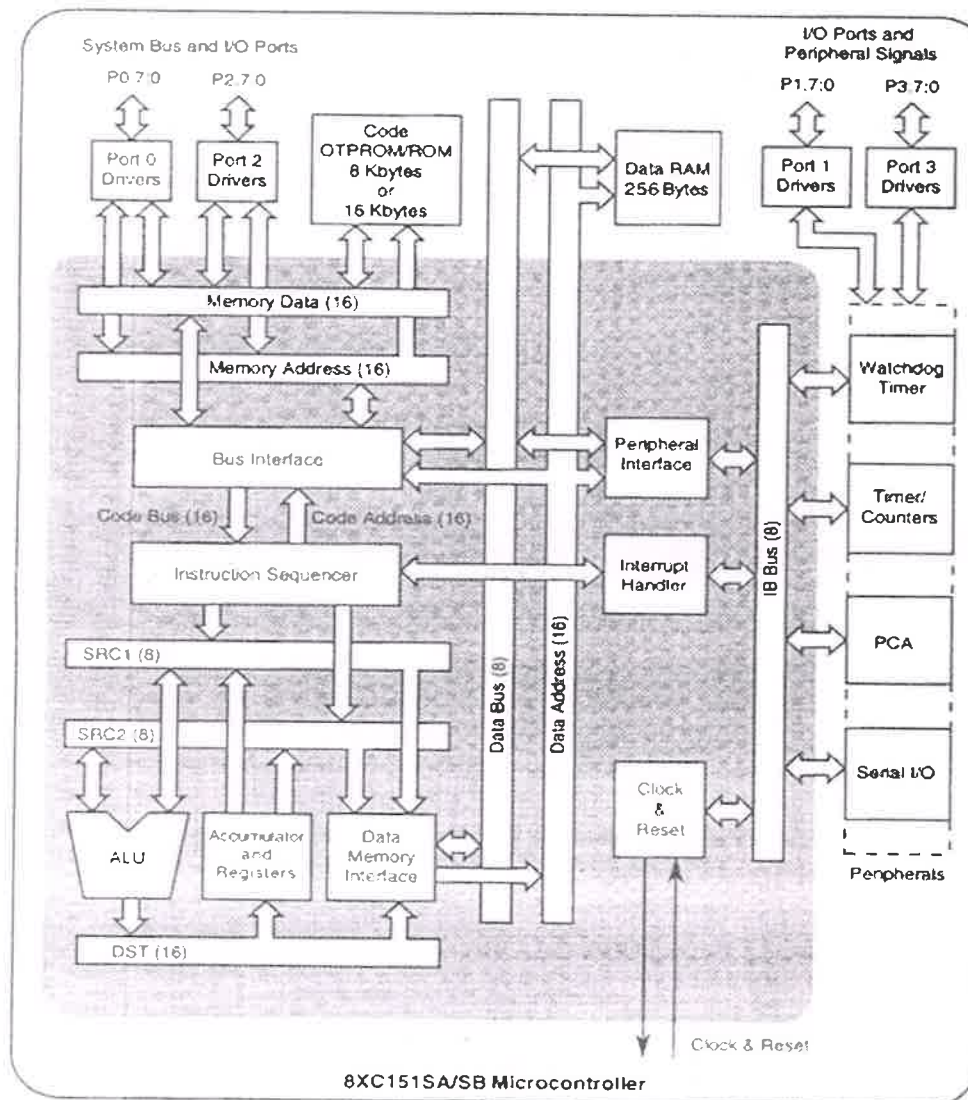 System Bus and I/O Ports
I/O Ports and
Peripheral Signals
P0.7:0
P2.7:0
P1.7:0
P3.7:0
Port 0
Drivers
Port 2
Drivers
Code
OTPROM/ROM
8 Kbytes
or
16 Kbytes
Data RAM
256 Bytes
Port 1
Drivers
Port 3
Drivers
Memory Data (16)
Memory Address (16)
Bus Interface
Code Bus (16)
Code Address (16)
Instruction Sequencer
SRC1 (8)
SRC2 (8)
ALU
Accumulator
and
Registers
Data
Memory
Interface
DST (16)
Data Bus (8)
Data Address (16)
Peripheral
Interface
Interrupt
Handler
Clock
&
Reset
IB Bus (8)
Watchdog
Timer
Timer/
Counters
PCA
Serial I/O
Peripherals
Clock & Reset
8XC151SA/SB Microcontroller